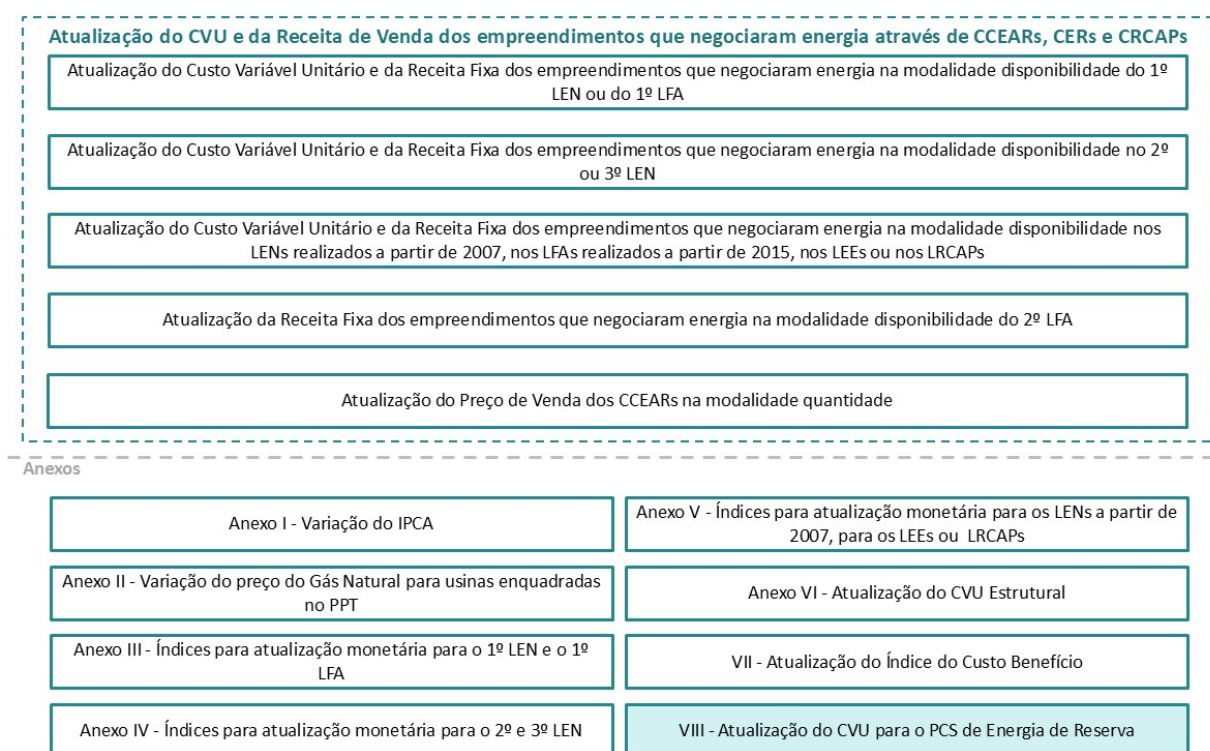 Atualização do CVU e da Receita de Venda dos empreendimentos que negociaram energia através de CCEARs, CERs e CRCAPs
Atualização do Custo Variável Unitário e da Receita Fixa dos empreendimentos que negociaram energia na modalidade disponibilidade do 1º
LEN ou do 1º LFA
Atualização do Custo Variável Unitário e da Receita Fixa dos empreendimentos que negociaram energia na modalidade disponibilidade no 2º
ou 3º LEN
Atualização do Custo Variável Unitário e da Receita Fixa dos empreendimentos que negociaram energia na modalidade disponibilidade nos
LENs realizados a partir de 2007, nos LFAs realizados a partir de 2015, nos LEEs ou nos LRCAPs
Atualização da Receita Fixa dos empreendimentos que negociaram energia na modalidade disponibilidade do 2º LFA
Atualização do Preço de Venda dos CCEARs na modalidade quantidade
Anexos
Anexo I - Variação do IPCA
Anexo II - Variação do preço do Gás Natural para usinas enquadradas
no PPT
Anexo III - Índices para atualização monetária para o 1º LEN e o 1º
LFA
Anexo IV - Índices para atualização monetária para o 2º e 3º LEN
Anexo V - Índices para atualização monetária para os LENs a partir de
2007, para os LEEs ou LRCAPs
Anexo VI - Atualização do CVU Estrutural
VII - Atualização do Índice do Custo Benefício
VIII - Atualização do CVU para o PCS de Energia de Reserva